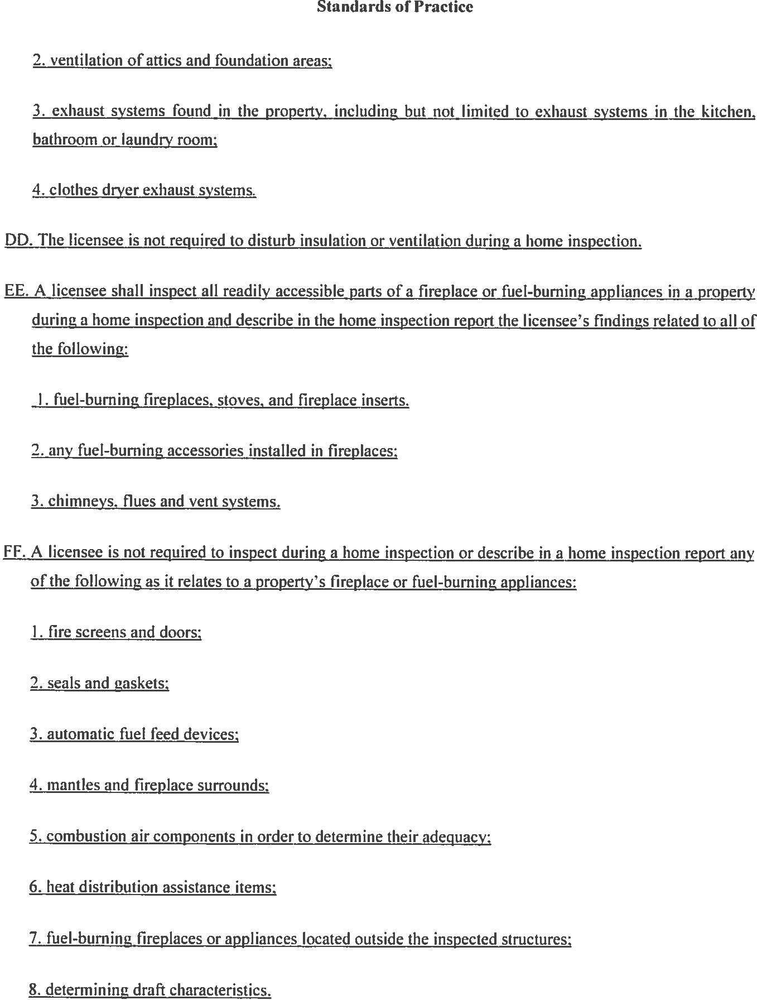 Standards of Practice
2. ventilation of attics and foundation areas;
3. exhaust systems found in the property, including but not limited to exhaust systems in the kitchen,
bathroom or laundry room;
4. clothes dryer exhaust systems.
DD. The licensee is not required to disturb insulation or ventilation during a home inspection.
EE. A licensee shall inspect all readily accessible parts of a fireplace or fuel-burning appliances in a property
during a home inspection and describe in the home inspection report the licensee's findings related to all of
the following:
1. fuel-burning fireplaces, stoves, and fireplace inserts.
2. any fuel-burning accessories installed in fireplaces;
3. chimneys, flues and vent systems.
FF. A licensee is not required to inspect during a home inspection or describe in a home inspection report any
of the following as it relates to a property's fireplace or fuel-burning appliances:
1. fire screens and doors;
2. seals and gaskets;
3. automatic fuel feed devices;
4. mantles and fireplace surrounds;
5. combustion air components in order to determine their adequacy;
6. heat distribution assistance items;
7. fuel-burning fireplaces or appliances located outside the inspected structures;
8. determining draft characteristics.